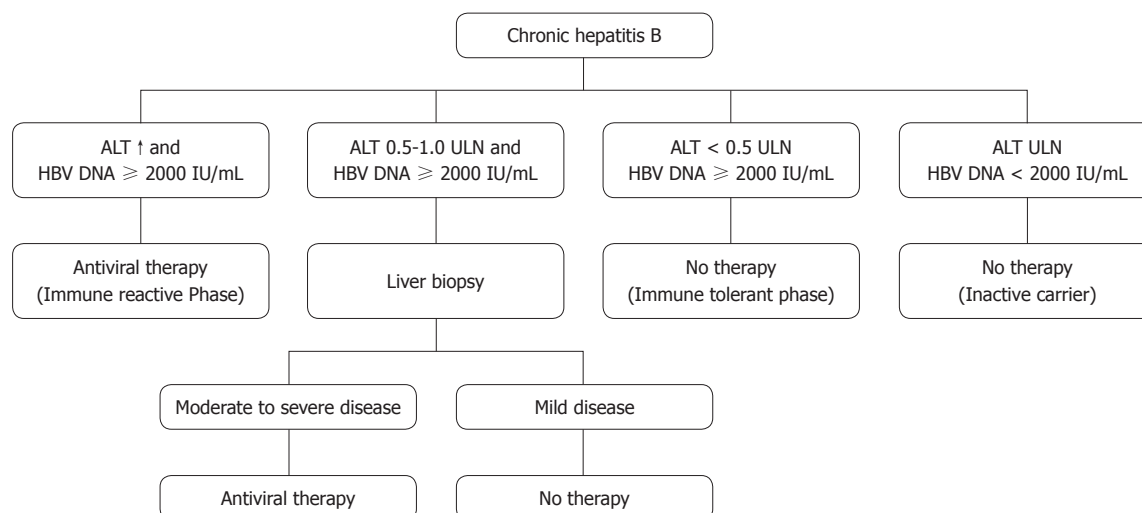 Chronic hepatitis B
ALT ↑ and
HBV DNA ≥ 2000 IU/mL
ALT 0.5-1.0 ULN and
HBV DNA ≥ 2000 IU/mL
ALT < 0.5 ULN
HBV DNA ≥ 2000 IU/mL
ALT ULN
HBV DNA < 2000 IU/mL
Antiviral therapy
(Immune reactive Phase)
Liver biopsy
No therapy
(Immune tolerant phase)
No therapy
(Inactive carrier)
Moderate to severe disease
Mild disease
Antiviral therapy
No therapy